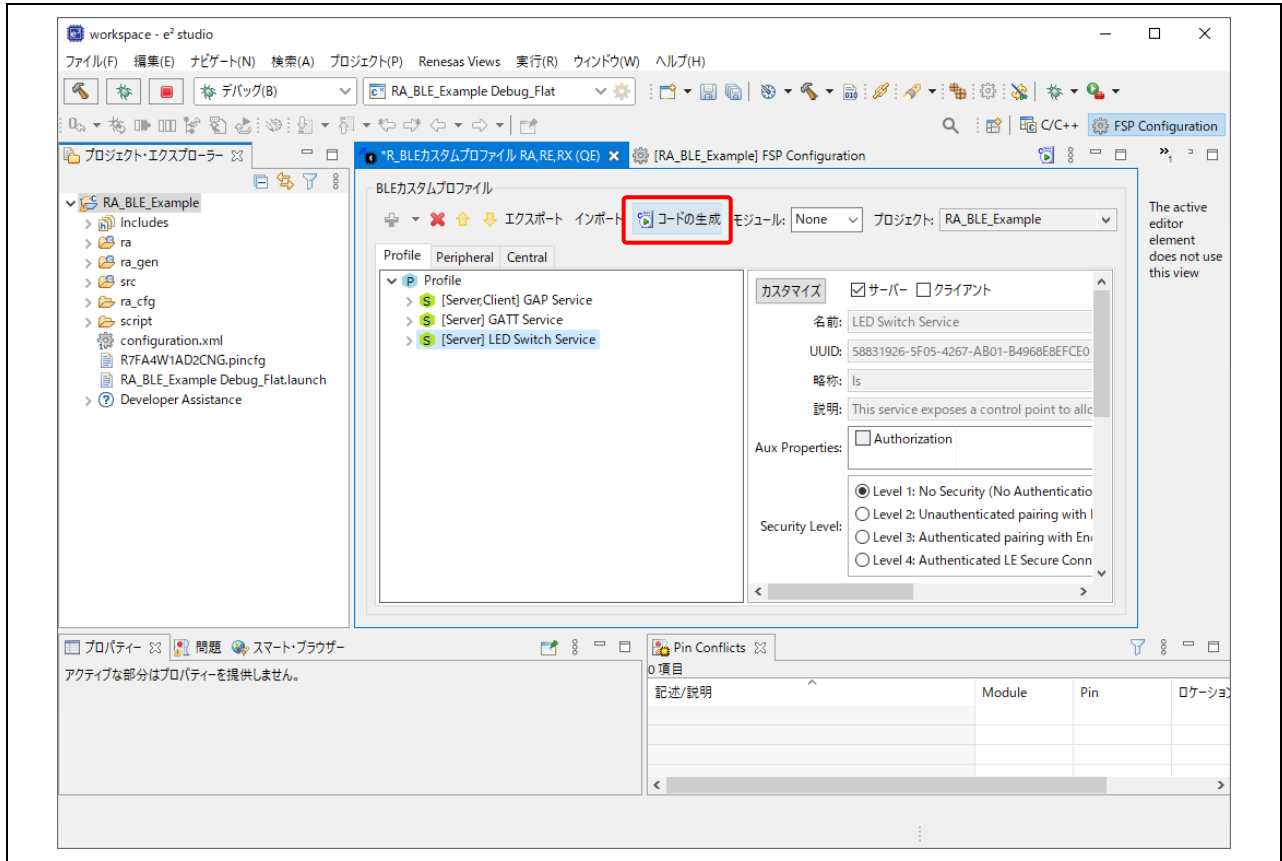 workspace - e² studio
ファイル(F) 編集(E) ナビゲート(N) 検索(A) プロジェクト(P) Renesas Views 実行(R) ウィンドウ(W) ヘルプ(H)
デバッグ(B) RA_BLE_Example Debug_Flat
C/C++ FSP Configuration
プロジェクト・エクスプローラー
*R_BLEカスタムプロファイル RA,RE,RX (QE) [RA_BLE_Example] FSP Configuration
RA_BLE_Example
Includes
ra
ra_gen
src
ra_cfg
script
configuration.xml
R7FA4W1AD2CNG.pincfg
RA_BLE_Example Debug_Flat.launch
Developer Assistance
BLEカスタムプロファイル
エクスポート インポート コードの生成 モジュール: None プロジェクト: RA_BLE_Example
Profile Peripheral Central
Profile
[Server,Client] GAP Service
[Server] GATT Service
[Server] LED Switch Service
カスタマイズ サーバー クライアント
名前: LED Switch Service
UUID: 58831926-5F05-4267-AB01-B4968E8EFCE0
略称: ls
説明: This service exposes a control point to allc
Aux Properties: Authorization
Security Level:
Level 1: No Security (No Authenticatio
Level 2: Unauthenticated pairing with
Level 3: Authenticated pairing with En
Level 4: Authenticated LE Secure Conn
The active
editor
element
does not use
this view
プロパティー 問題 スマート・ブラウザー
アクティブな部分はプロパティーを提供しません。
Pin Conflicts
0 項目
記述/説明 Module Pin ロケーション